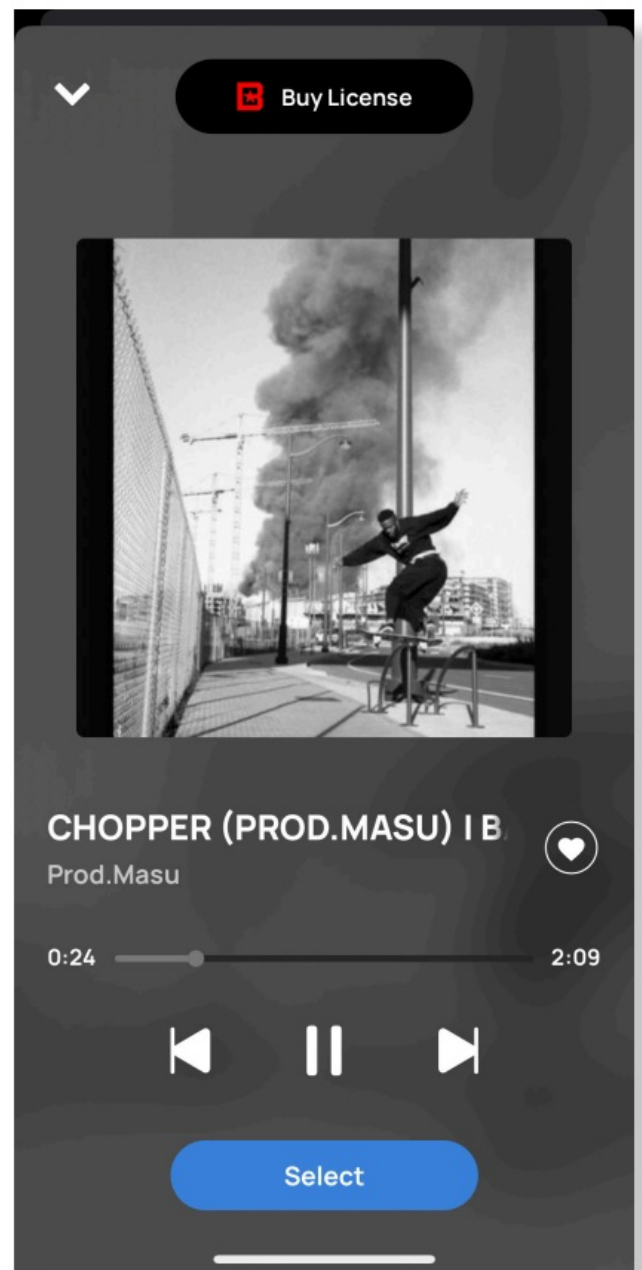 Buy License
CHOPPER (PROD.MASU) I B
Prod.Masu
0:24
2:09
Select